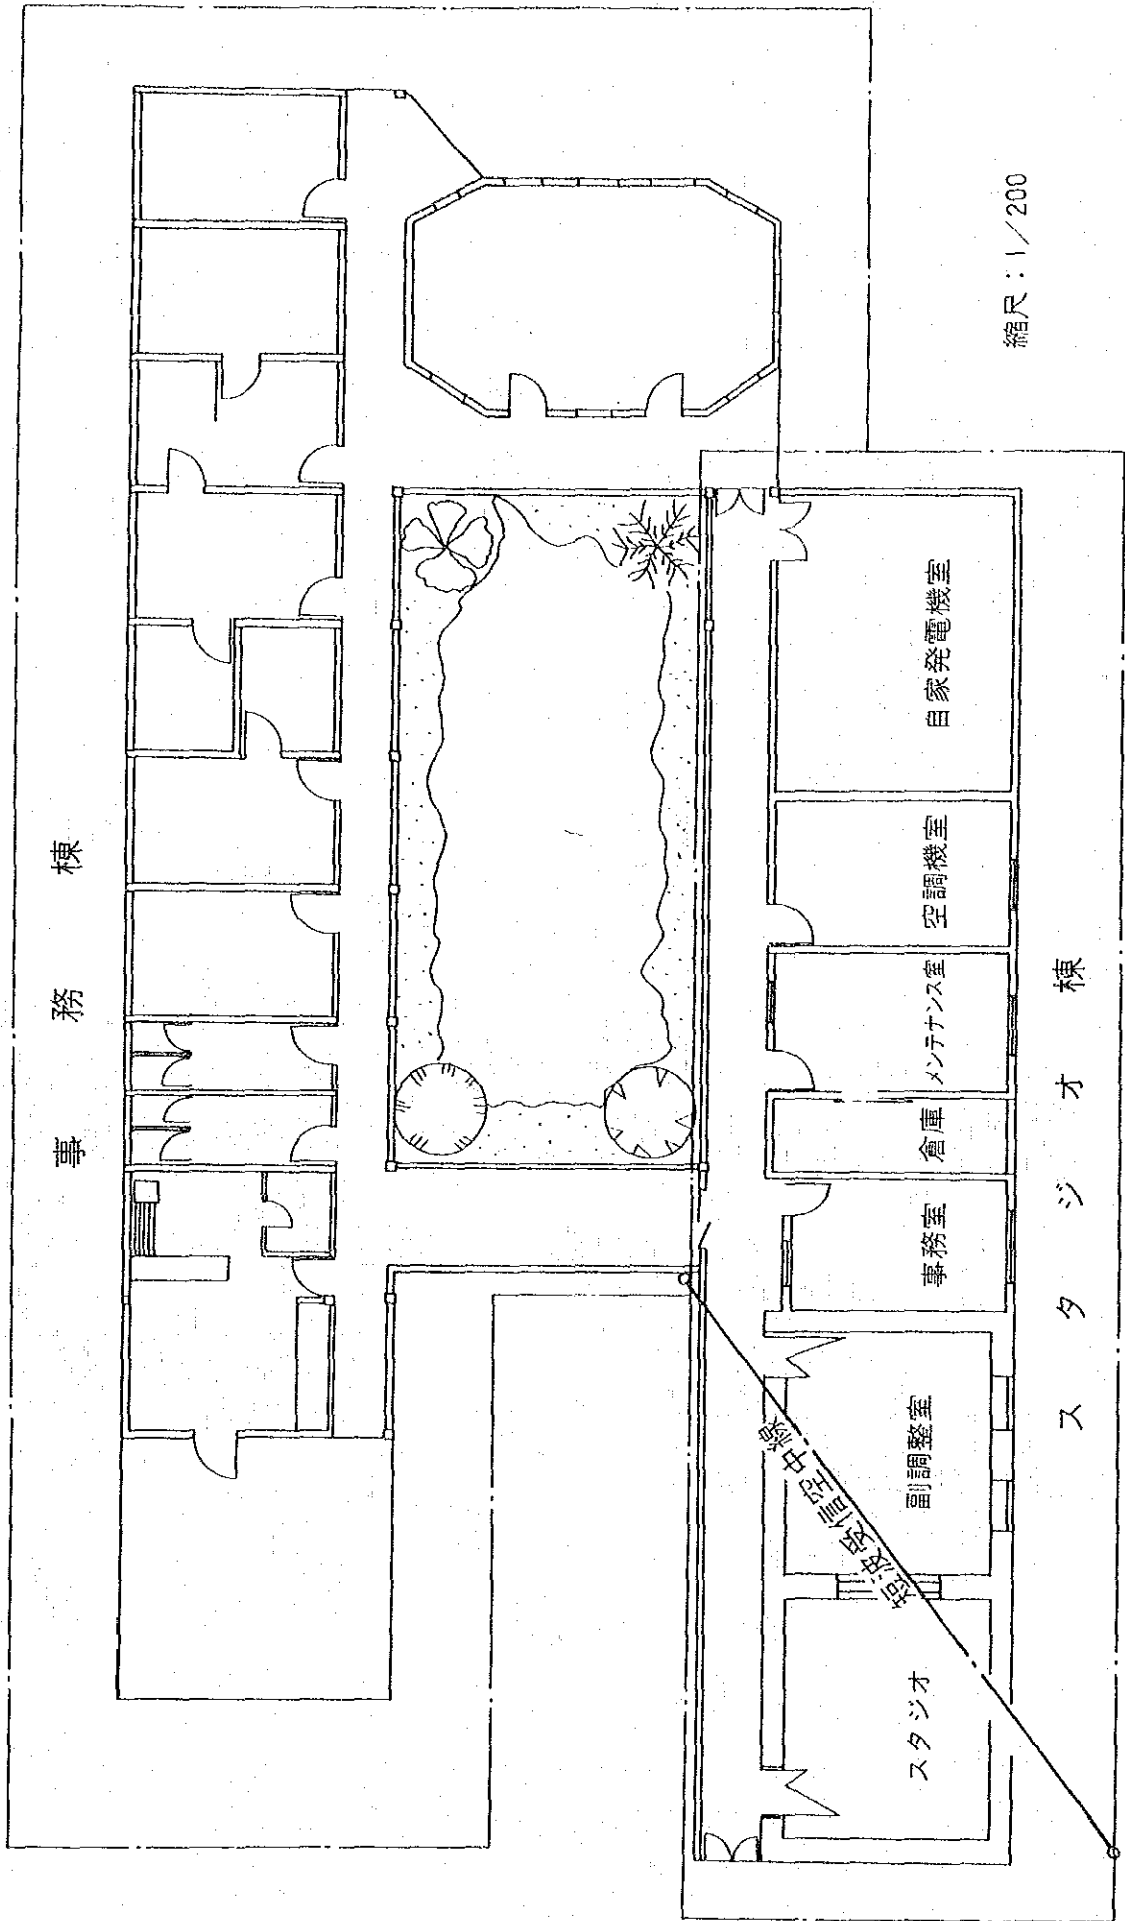 事務棟
スタジオ
副調整室
事務室
倉庫
メンテナンス室
空調機室
自家発電機室
短波受信空中線
スタジオ棟
縮尺：1／200